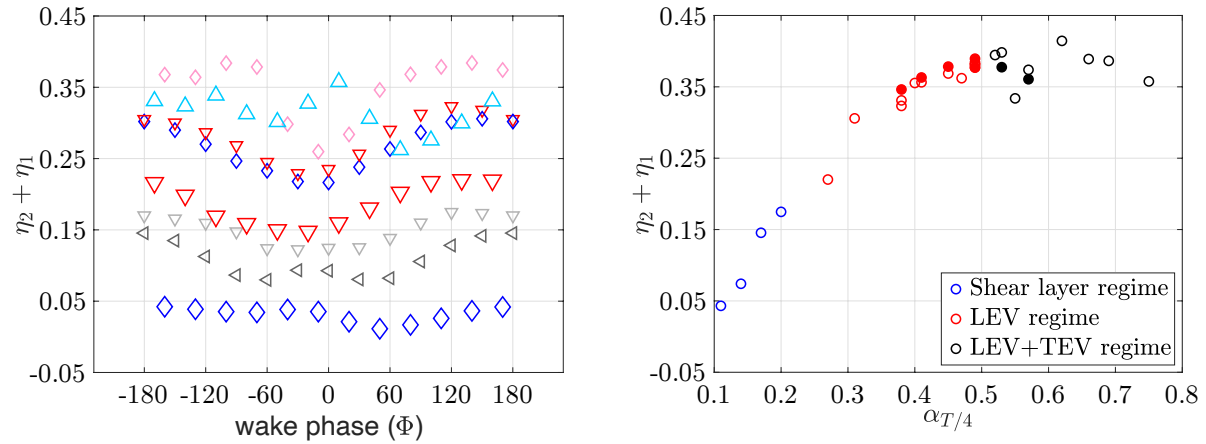 0.45
0.35
0.25
0.15
0.05
-0.05
η₂ + η₁
-180 -120 -60 0 60 120 180
wake phase (Φ)
0.45
0.35
0.25
0.15
0.05
-0.05
η₂ + η₁
Shear layer regime
LEV regime
LEV+TEV regime
0.1 0.2 0.3 0.4 0.5 0.6 0.7 0.8
α_{T/4}